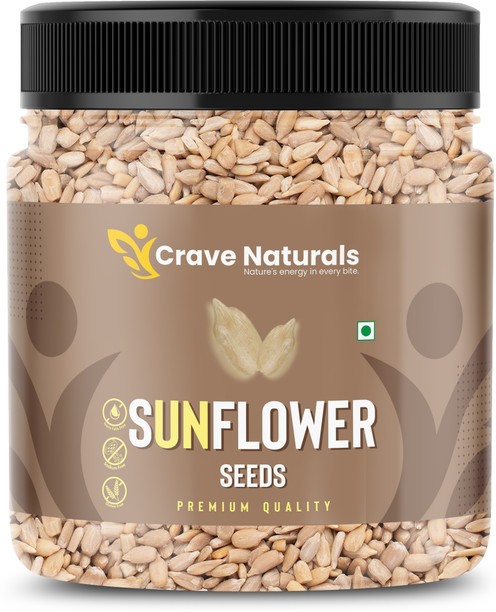 Crave Naturals
Nature's energy in every bite.
SUNFLOWER
SEEDS
PREMIUM QUALITY